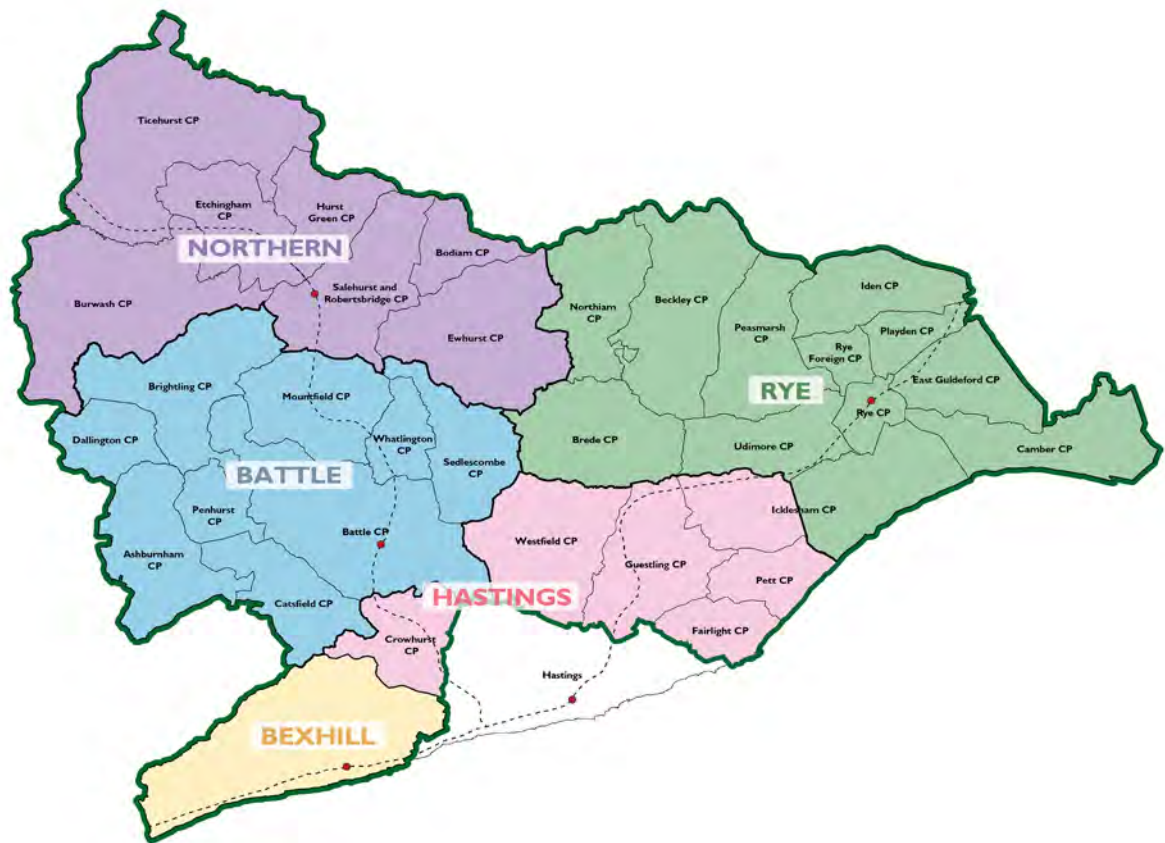 Ticehurst CP
Etchingham
CP
Hurst
Green CP
NORTHERN
Bodiam CP
Burwash CP
Salehurst and
Robertsbridge CP
Ewhurst CP
Northiam
CP
Beckley CP
Peasmarsh
CP
Iden CP
Playden CP
Rye
Foreign CP
East Guldeford CP
RYE
Rye CP
Brede CP
Udimore CP
Camber CP
Icklesham CP
Brightling CP
Mountfield CP
Dallington CP
Whatlington
CP
Sedlescombe
CP
BATTLE
Penhurst
CP
Battle CP
Ashburnham
CP
Catsfield CP
Westfield CP
Guestling CP
Pett CP
HASTINGS
Fairlight CP
Crowhurst
CP
Hastings
BEXHILL